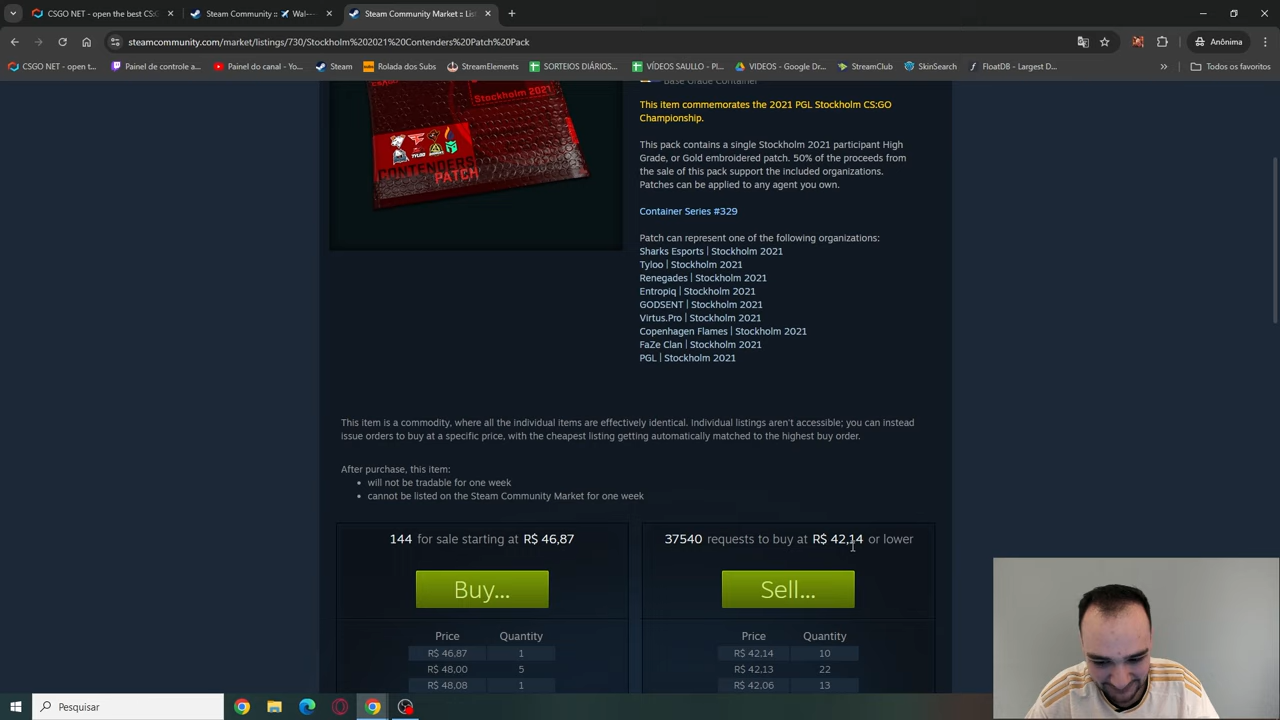 CSGO NET - open the best CS:
Steam Community :: ✈ Wal---
Steam Community Market :: Lis
steamcommunity.com/market/listings/730/Stockholm%202021%20Contenders%20Patch%20Pack
Anônima
CSGO NET - open t...
Painel de controle a...
Painel do canal - Yo...
Steam
Rolada dos Subs
StreamElements
SORTEIOS DIÁRIOS...
VÍDEOS SAULLO - Pl...
VIDEOS - Google Dr...
StreamClub
SkinSearch
FloatDB - Largest D...
Todos os favoritos
Stockholm 2021
TYLOO
CONTENDERS
PATCH
Base Grade Container
This item commemorates the 2021 PGL Stockholm CS:GO
Championship.
This pack contains a single Stockholm 2021 participant High
Grade, or Gold embroidered patch. 50% of the proceeds from
the sale of this pack support the included organizations.
Patches can be applied to any agent you own.
Container Series #329
Patch can represent one of the following organizations:
Sharks Esports | Stockholm 2021
Tyloo | Stockholm 2021
Renegades | Stockholm 2021
Entropiq | Stockholm 2021
GODSENT | Stockholm 2021
Virtus.Pro | Stockholm 2021
Copenhagen Flames | Stockholm 2021
FaZe Clan | Stockholm 2021
PGL | Stockholm 2021
This item is a commodity, where all the individual items are effectively identical. Individual listings aren't accessible; you can instead
issue orders to buy at a specific price, with the cheapest listing getting automatically matched to the highest buy order.
After purchase, this item:
• will not be tradable for one week
• cannot be listed on the Steam Community Market for one week
144 for sale starting at R$ 46,87
Buy...
Price Quantity
R$ 46,87 1
R$ 48,00 5
R$ 48,08 1
37540 requests to buy at R$ 42,14 or lower
Sell...
Price Quantity
R$ 42,14 10
R$ 42,13 22
R$ 42,06 13
Pesquisar